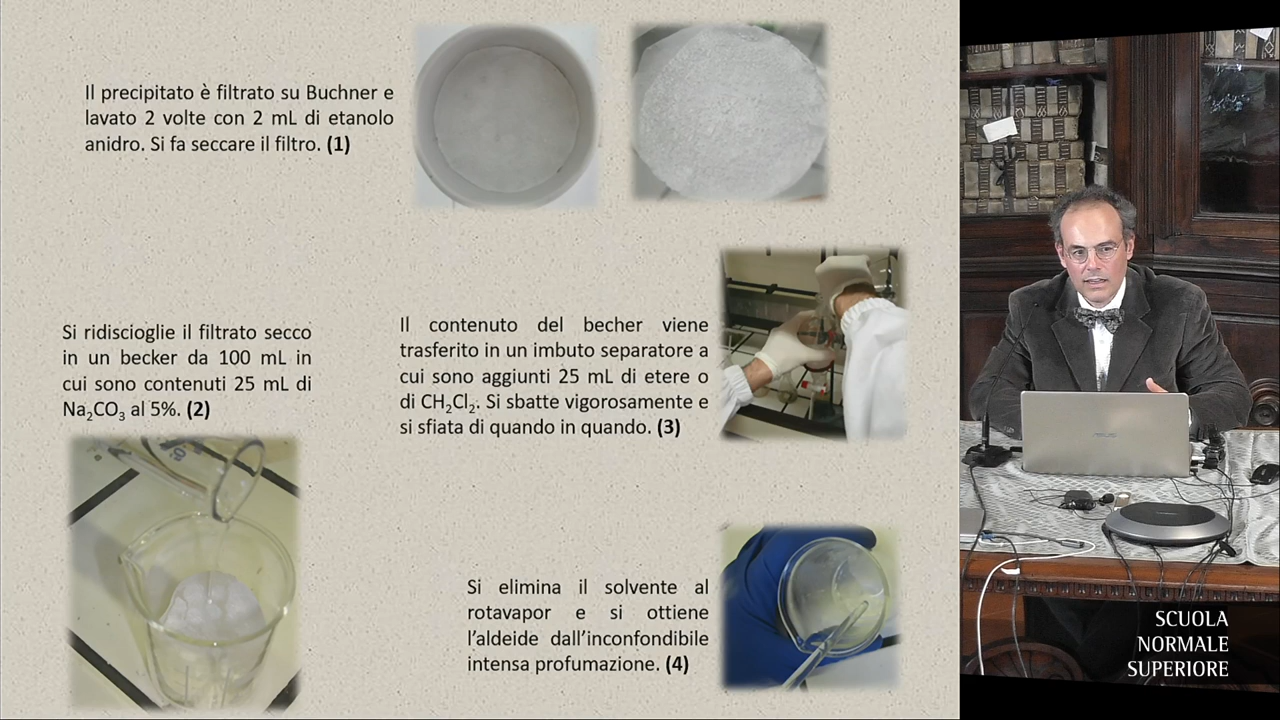 Il precipitato è filtrato su Buchner e
lavato 2 volte con 2 mL di etanolo
anidro. Si fa seccare il filtro. (1)
Si ridiscioglie il filtrato secco
in un becker da 100 mL in
cui sono contenuti 25 mL di
Na₂CO₃ al 5%. (2)
Il contenuto del becher viene
trasferito in un imbuto separatore a
cui sono aggiunti 25 mL di etere o
di CH₂Cl₂. Si sbatte vigorosamente e
si sfiata di quando in quando. (3)
Si elimina il solvente al
rotavapor e si ottiene
l'aldeide dall'inconfondibile
intensa profumazione. (4)
ASUS
SCUOLA
NORMALE
SUPERIORE